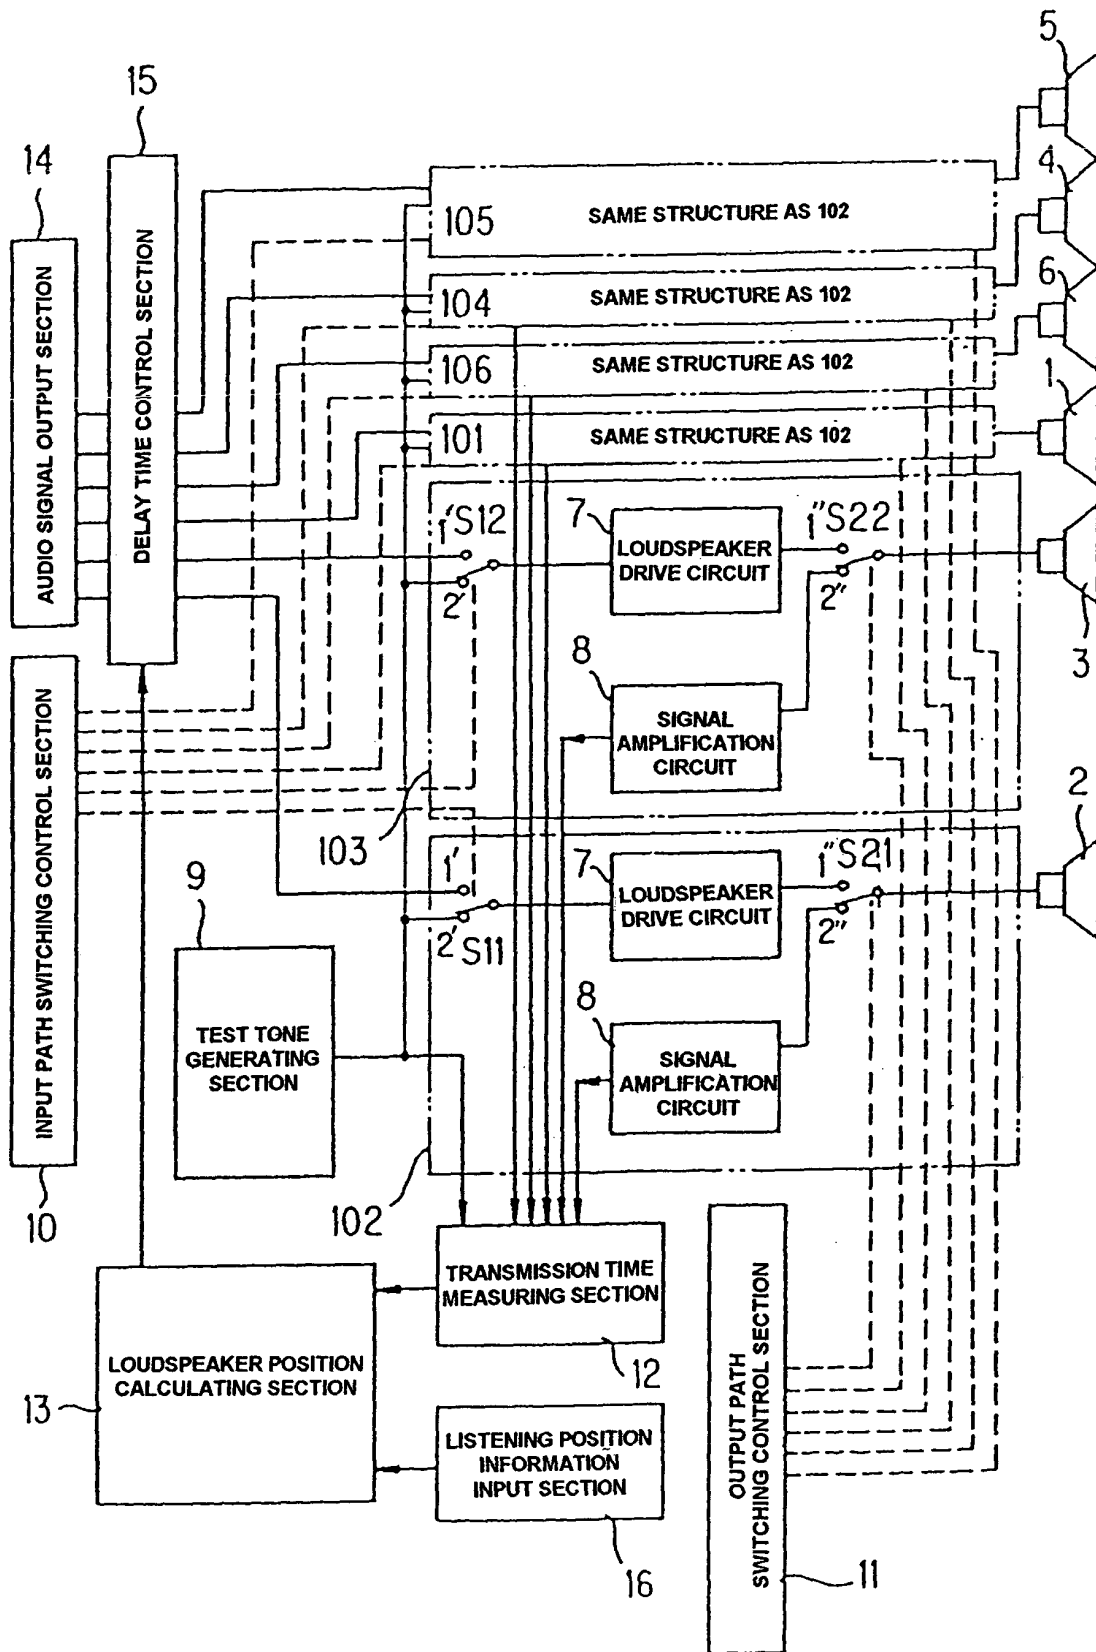 5
15
14
4
SAME STRUCTURE AS 102
105
6
SAME STRUCTURE AS 102
104
SAME STRUCTURE AS 102
106
1
SAME STRUCTURE AS 102
101
AUDIO SIGNAL OUTPUT SECTION
DELAY TIME CONTROL SECTION
1' S12
2'
7
LOUDSPEAKER
DRIVE CIRCUIT
1" S22
2"
3
8
SIGNAL
AMPLIFICATION
CIRCUIT
103
2
INPUT PATH SWITCHING CONTROL SECTION
10
1'
2' S11
7
LOUDSPEAKER
DRIVE CIRCUIT
1" S21
2"
9
TEST TONE
GENERATING
SECTION
8
SIGNAL
AMPLIFICATION
CIRCUIT
102
TRANSMISSION TIME
MEASURING SECTION
12
LOUDSPEAKER POSITION
CALCULATING SECTION
13
LISTENING POSITION
INFORMATION
INPUT SECTION
16
OUTPUT PATH
SWITCHING CONTROL SECTION
11